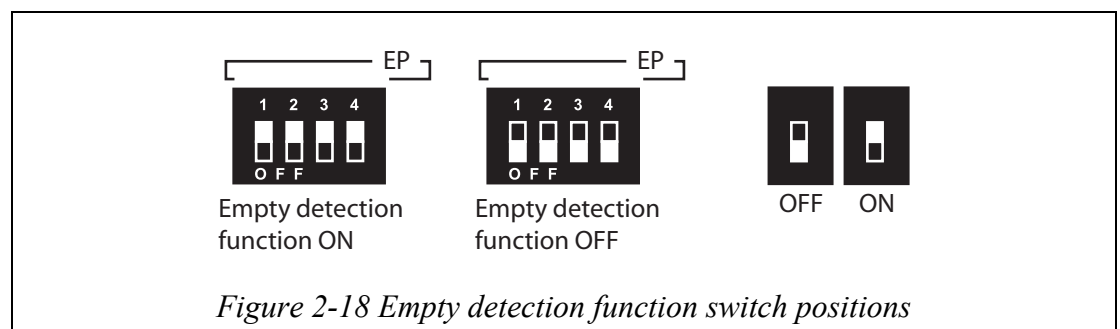 EP EP
1 2 3 4 1 2 3 4
OFF OFF
OFF ON
Empty detection
function ON
Empty detection
function OFF
Figure 2-18 Empty detection function switch positions